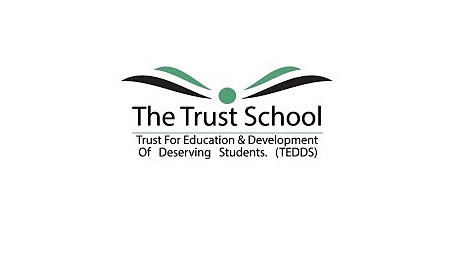 The Trust School
Trust For Education & Development
Of Deserving Students. (TEDDS)